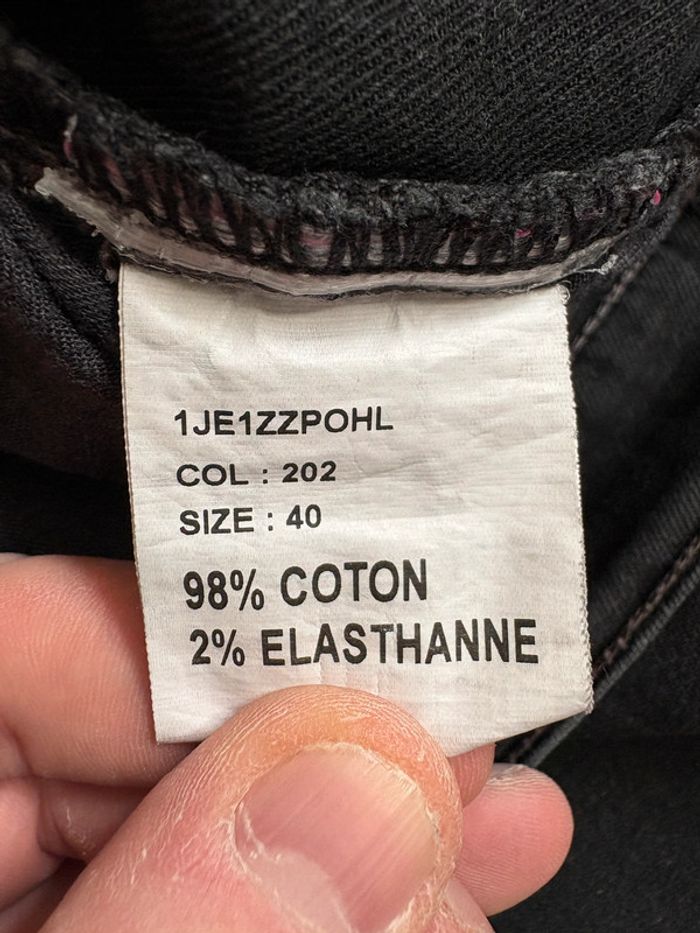 1JE1ZZPOHL
COL : 202
SIZE : 40
98% COTON
2% ELASTHANNE